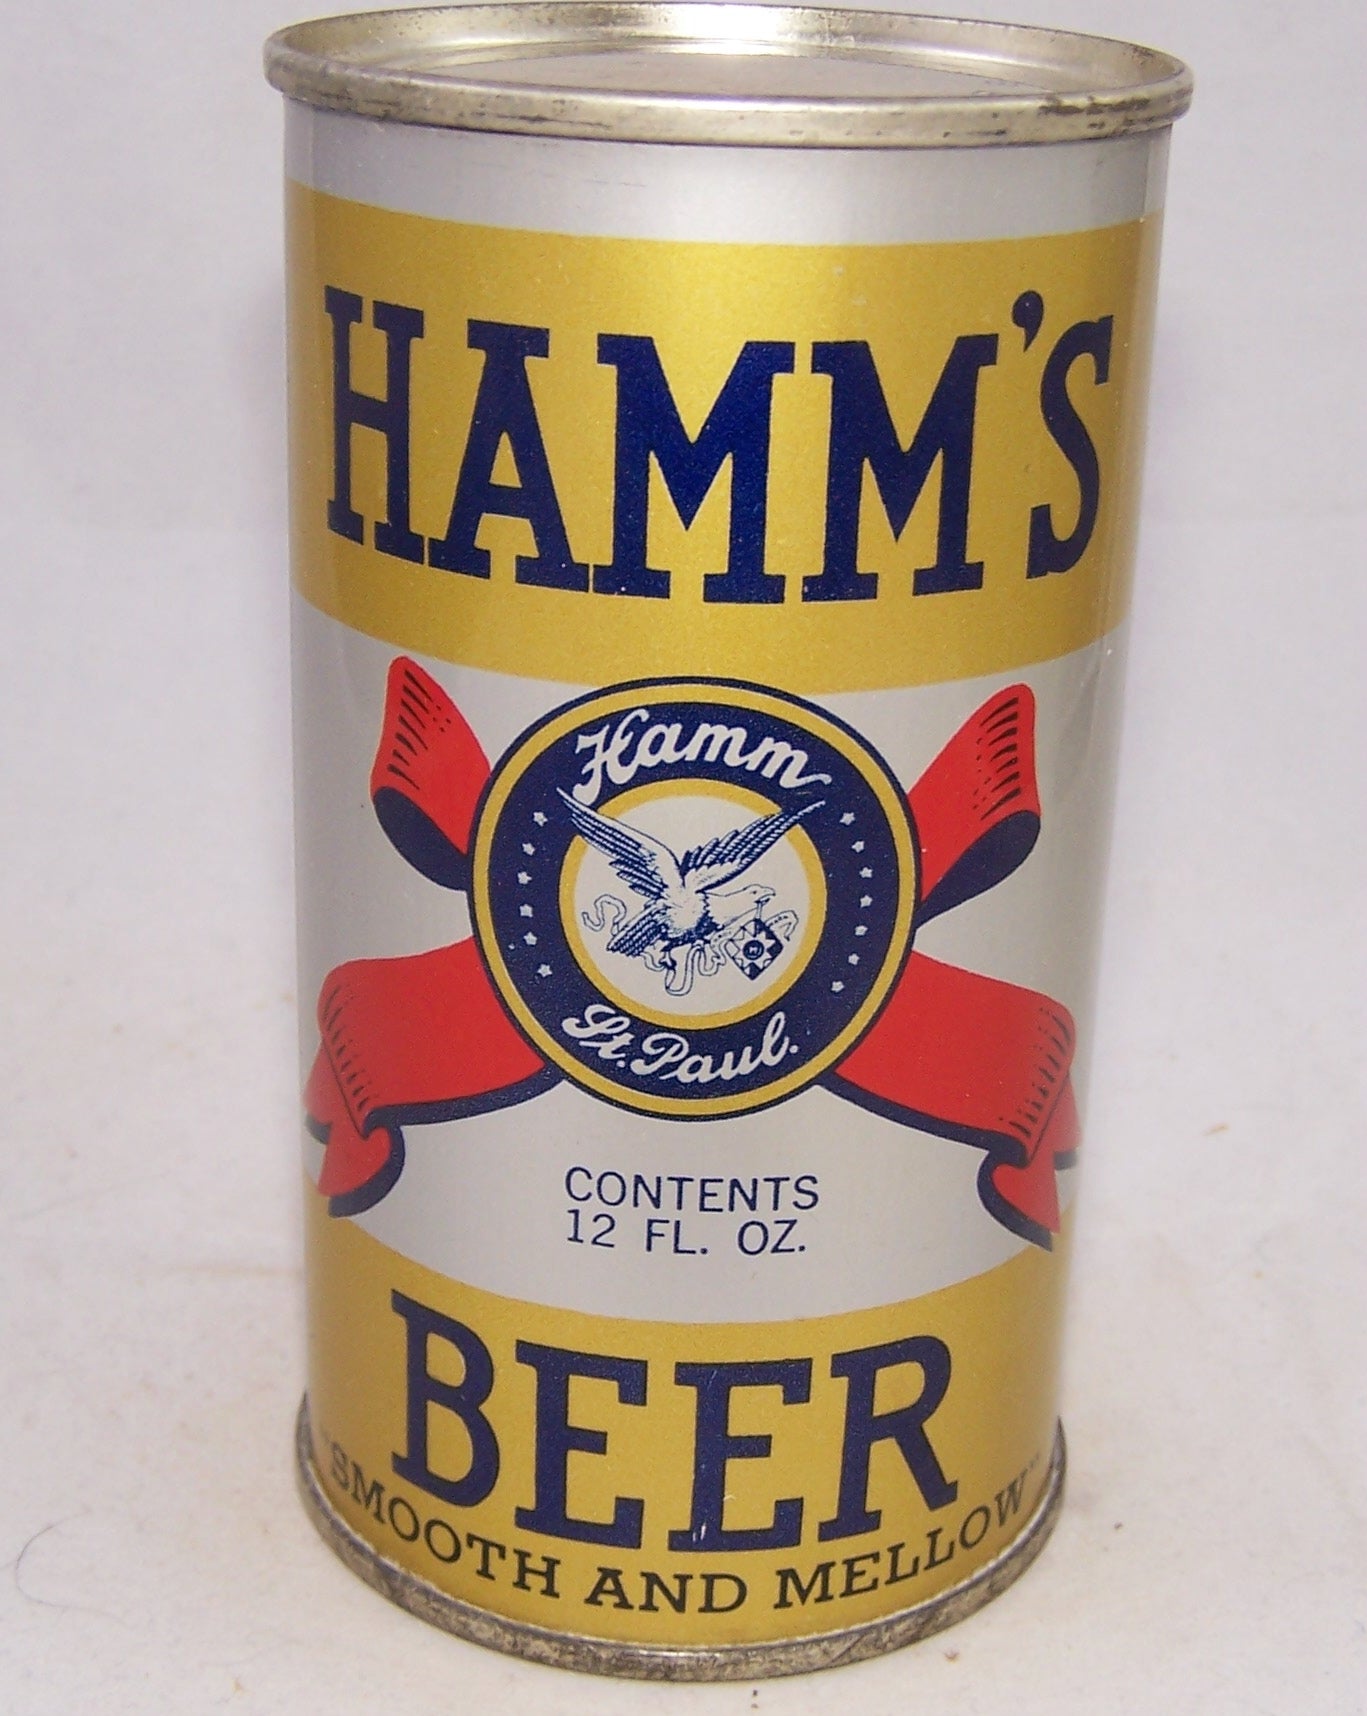 HAMM'S
Hamm
St. Paul.
CONTENTS
12 FL. OZ.
BEER
"SMOOTH AND MELLOW"